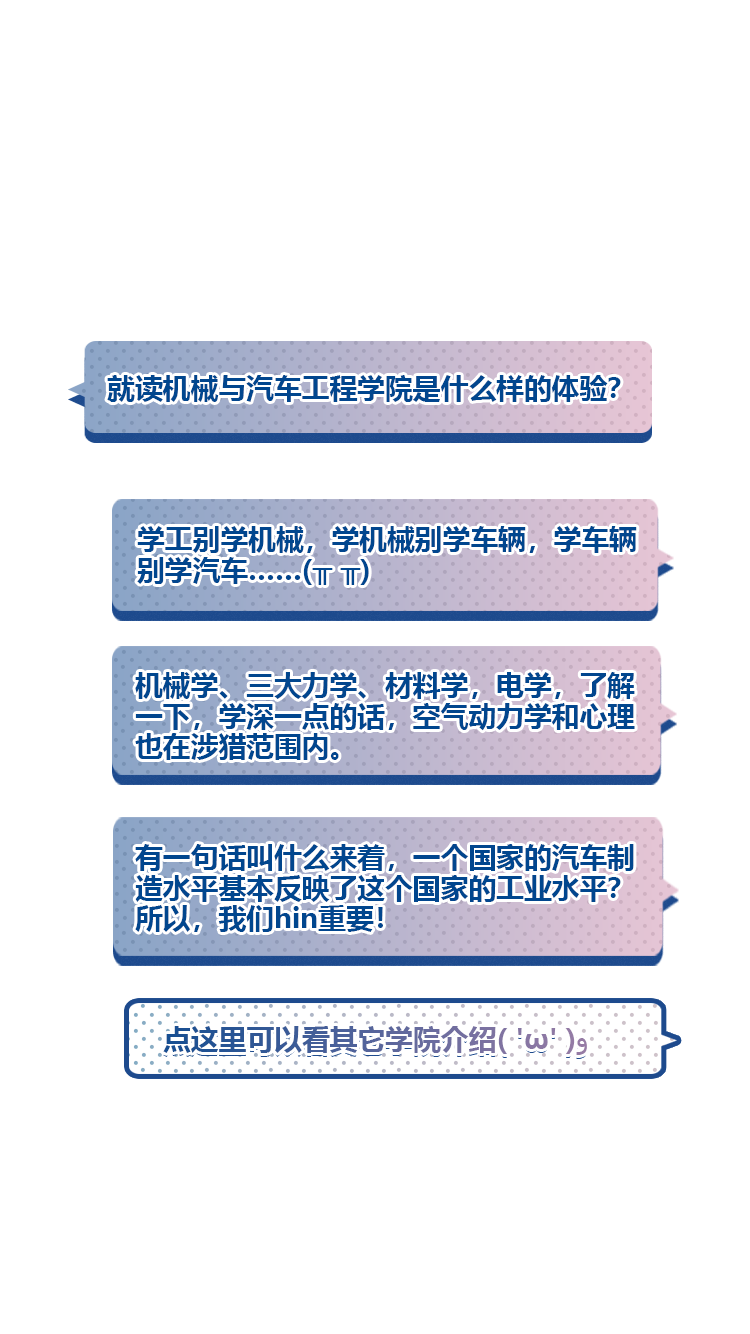 就读机械与汽车工程学院是什么样的体验?
学工别学机械，学机械别学车辆，学车辆
别学汽车……(╥ ╥)
机械学、三大力学、材料学，电学，了解
一下，学深一点的话，空气动力学和心理
也在涉猎范围内。
有一句话叫什么来着，一个国家的汽车制
造水平基本反映了这个国家的工业水平?
所以，我们hin重要!
点这里可以看其它学院介绍( 'ω' )و